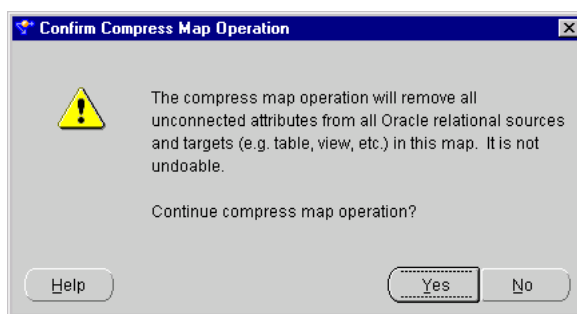 Confirm Compress Map Operation
The compress map operation will remove all
unconnected attributes from all Oracle relational sources
and targets (e.g. table, view, etc.) in this map. It is not
undoable.
Continue compress map operation?
Help
Yes
No